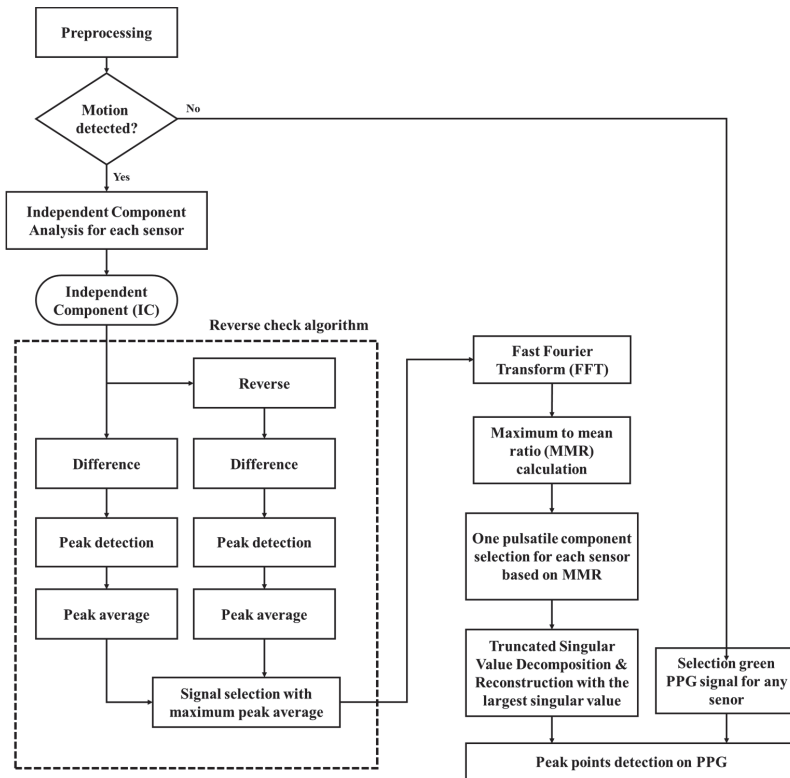 Preprocessing
Motion
detected?
No
Yes
Independent Component
Analysis for each sensor
Independent
Component (IC)
Reverse check algorithm
Reverse
Difference
Difference
Peak detection
Peak detection
Peak average
Peak average
Signal selection with
maximum peak average
Fast Fourier
Transform (FFT)
Maximum to mean
ratio (MMR)
calculation
One pulsatile component
selection for each sensor
based on MMR
Truncated Singular
Value Decomposition &
Reconstruction with the
largest singular value
Selection green
PPG signal for any
senor
Peak points detection on PPG